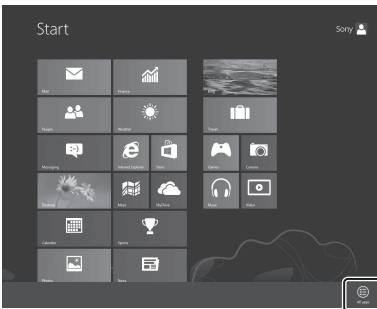 Start
Sony
Mail
Finance
People
Weather
Travel
Messaging
Internet Explorer
Store
Games
Camera
Desktop
Maps
SkyDrive
Music
Video
Calendar
Sports
Photos
News
All apps